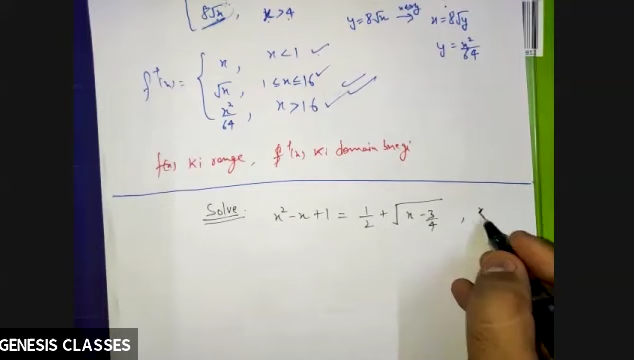 8√x, x>4
y=8√x swap→ x=8√y
y = x²/64
f⁻¹(x) = { x, x<1 ✓
√x, 1≤x≤16 ✓
x²/64, x>16 ✓✓
f(x) ki range, f⁻¹(x) ki domain banegi
Solve: x²-x+1 = 1/2 + √(x-3/4) ,
GENESIS CLASSES